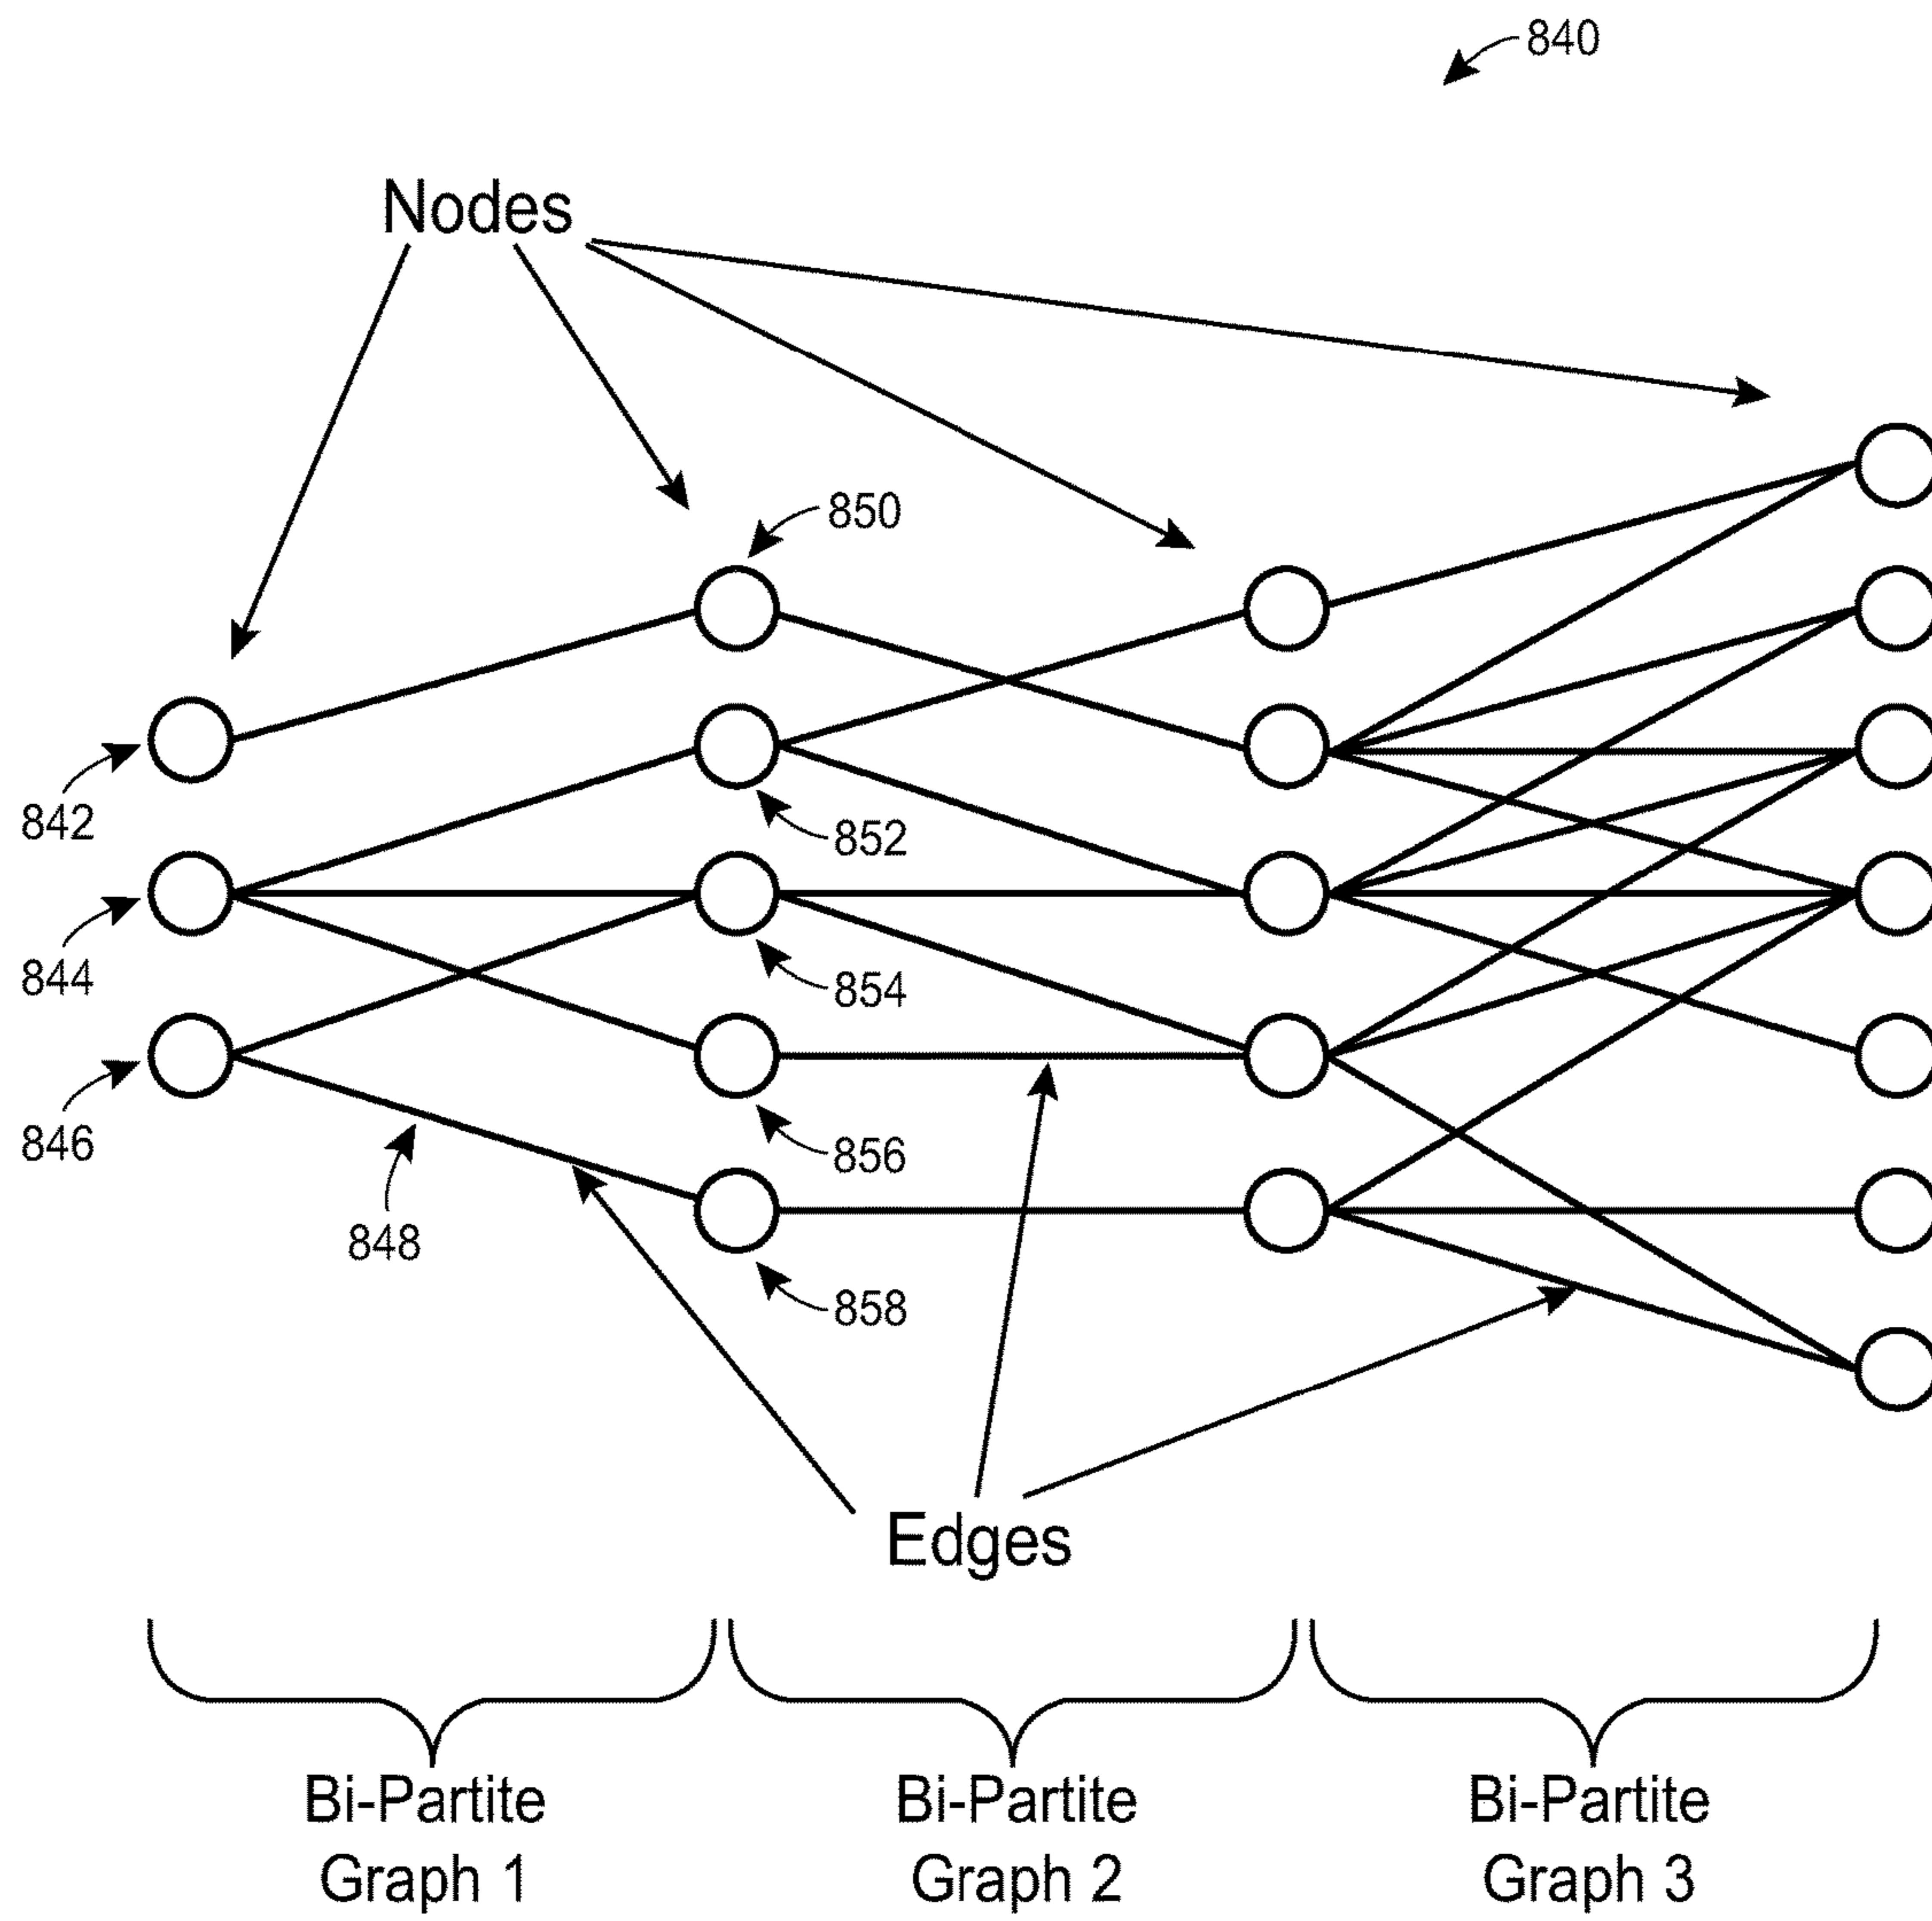 840
Nodes
850
842
852
844
854
846
856
848
858
Edges
Bi-Partite
Graph 1
Bi-Partite
Graph 2
Bi-Partite
Graph 3